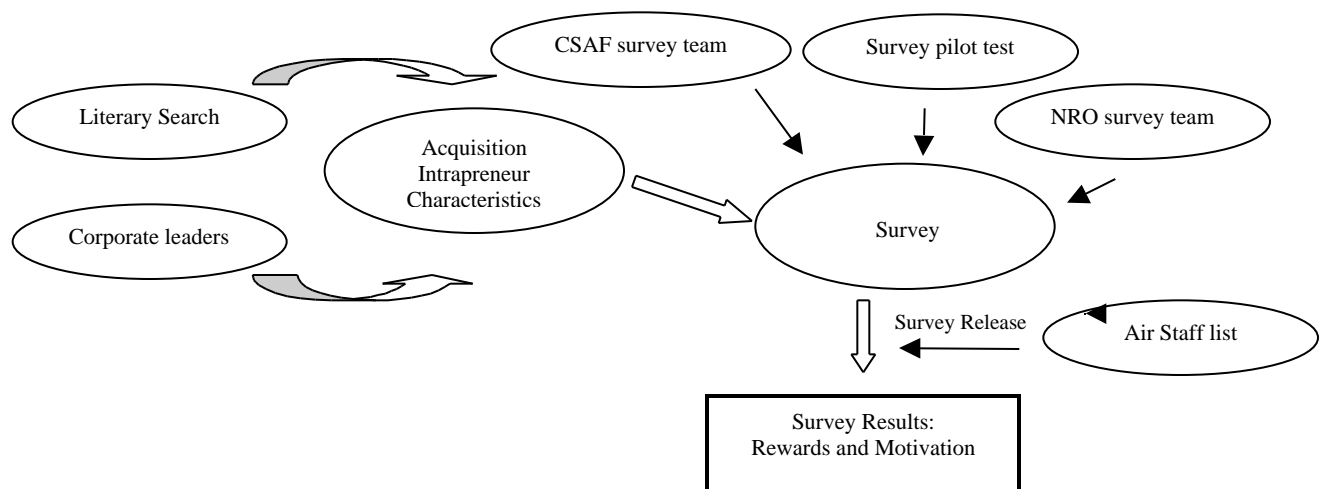 CSAF survey team
Survey pilot test
Literary Search
NRO survey team
Acquisition
Intrapreneur
Characteristics
Corporate leaders
Survey
Survey Release
Air Staff list
Survey Results:
Rewards and Motivation